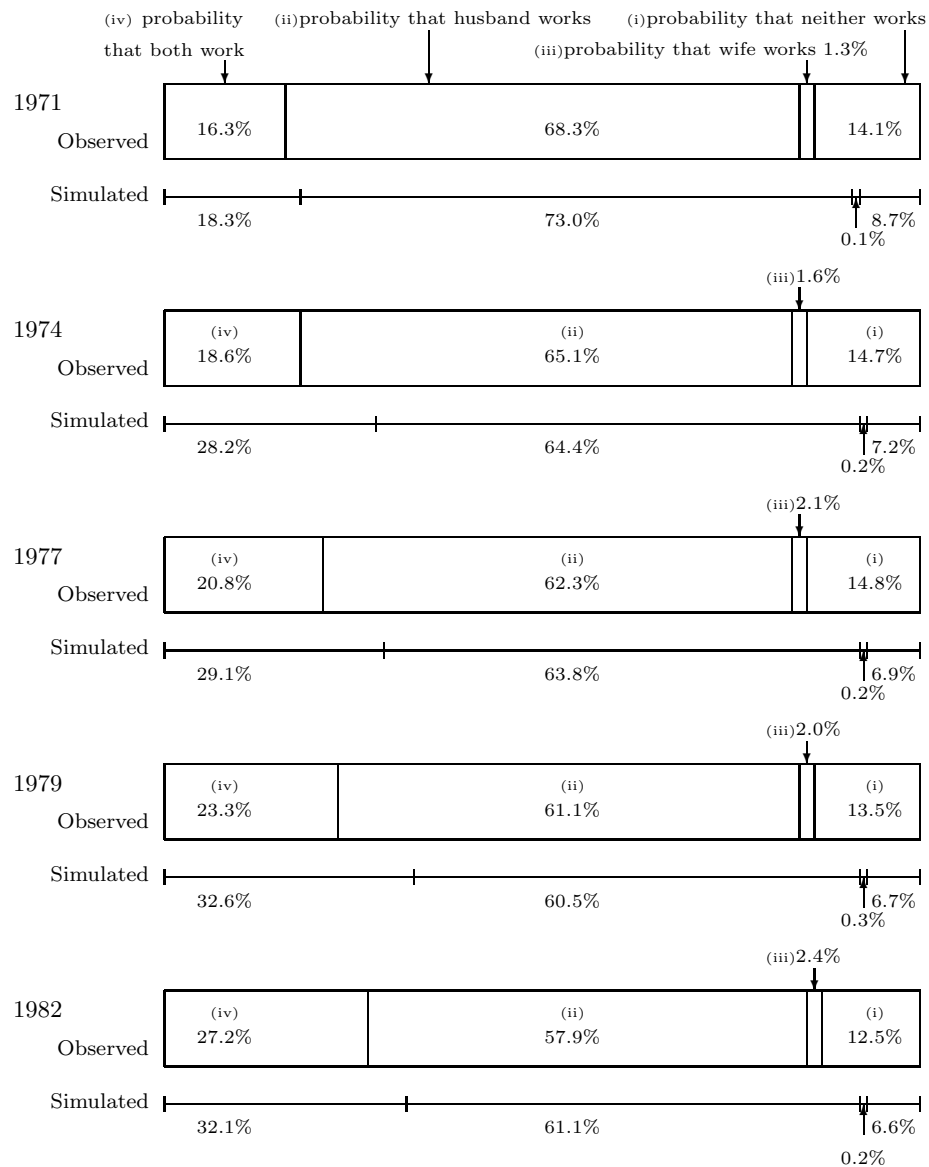 (iv) probability
that both work
(ii)probability that husband works
(i)probability that neither works
(iii)probability that wife works 1.3%
1971
Observed
16.3% 68.3% 14.1%
Simulated
18.3% 73.0% 8.7%
0.1%
(iii)1.6%
1974
(iv) (ii) (i)
Observed
18.6% 65.1% 14.7%
Simulated
28.2% 64.4% 7.2%
0.2%
(iii)2.1%
1977
(iv) (ii) (i)
Observed
20.8% 62.3% 14.8%
Simulated
29.1% 63.8% 6.9%
0.2%
(iii)2.0%
1979
(iv) (ii) (i)
Observed
23.3% 61.1% 13.5%
Simulated
32.6% 60.5% 6.7%
0.3%
(iii)2.4%
1982
(iv) (ii) (i)
Observed
27.2% 57.9% 12.5%
Simulated
32.1% 61.1% 6.6%
0.2%